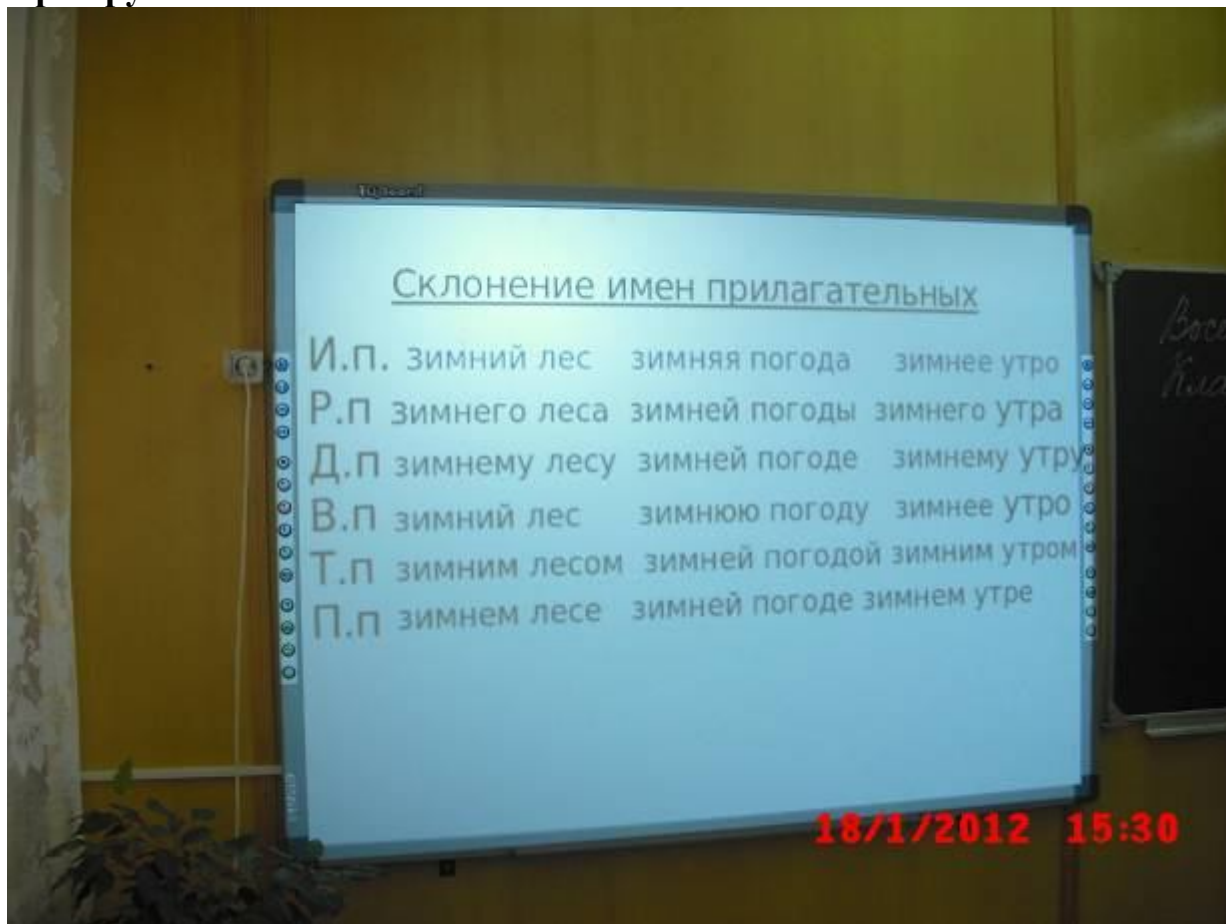 TQBoard
Склонение имен прилагательных
И.п. зимний лес зимняя погода зимнее утро
Р.п зимнего леса зимней погоды зимнего утра
Д.п зимнему лесу зимней погоде зимнему утру
В.п зимний лес зимнюю погоду зимнее утро
Т.п зимним лесом зимней погодой зимним утром
П.п зимнем лесе зимней погоде зимнем утре
18/1/2012 15:30